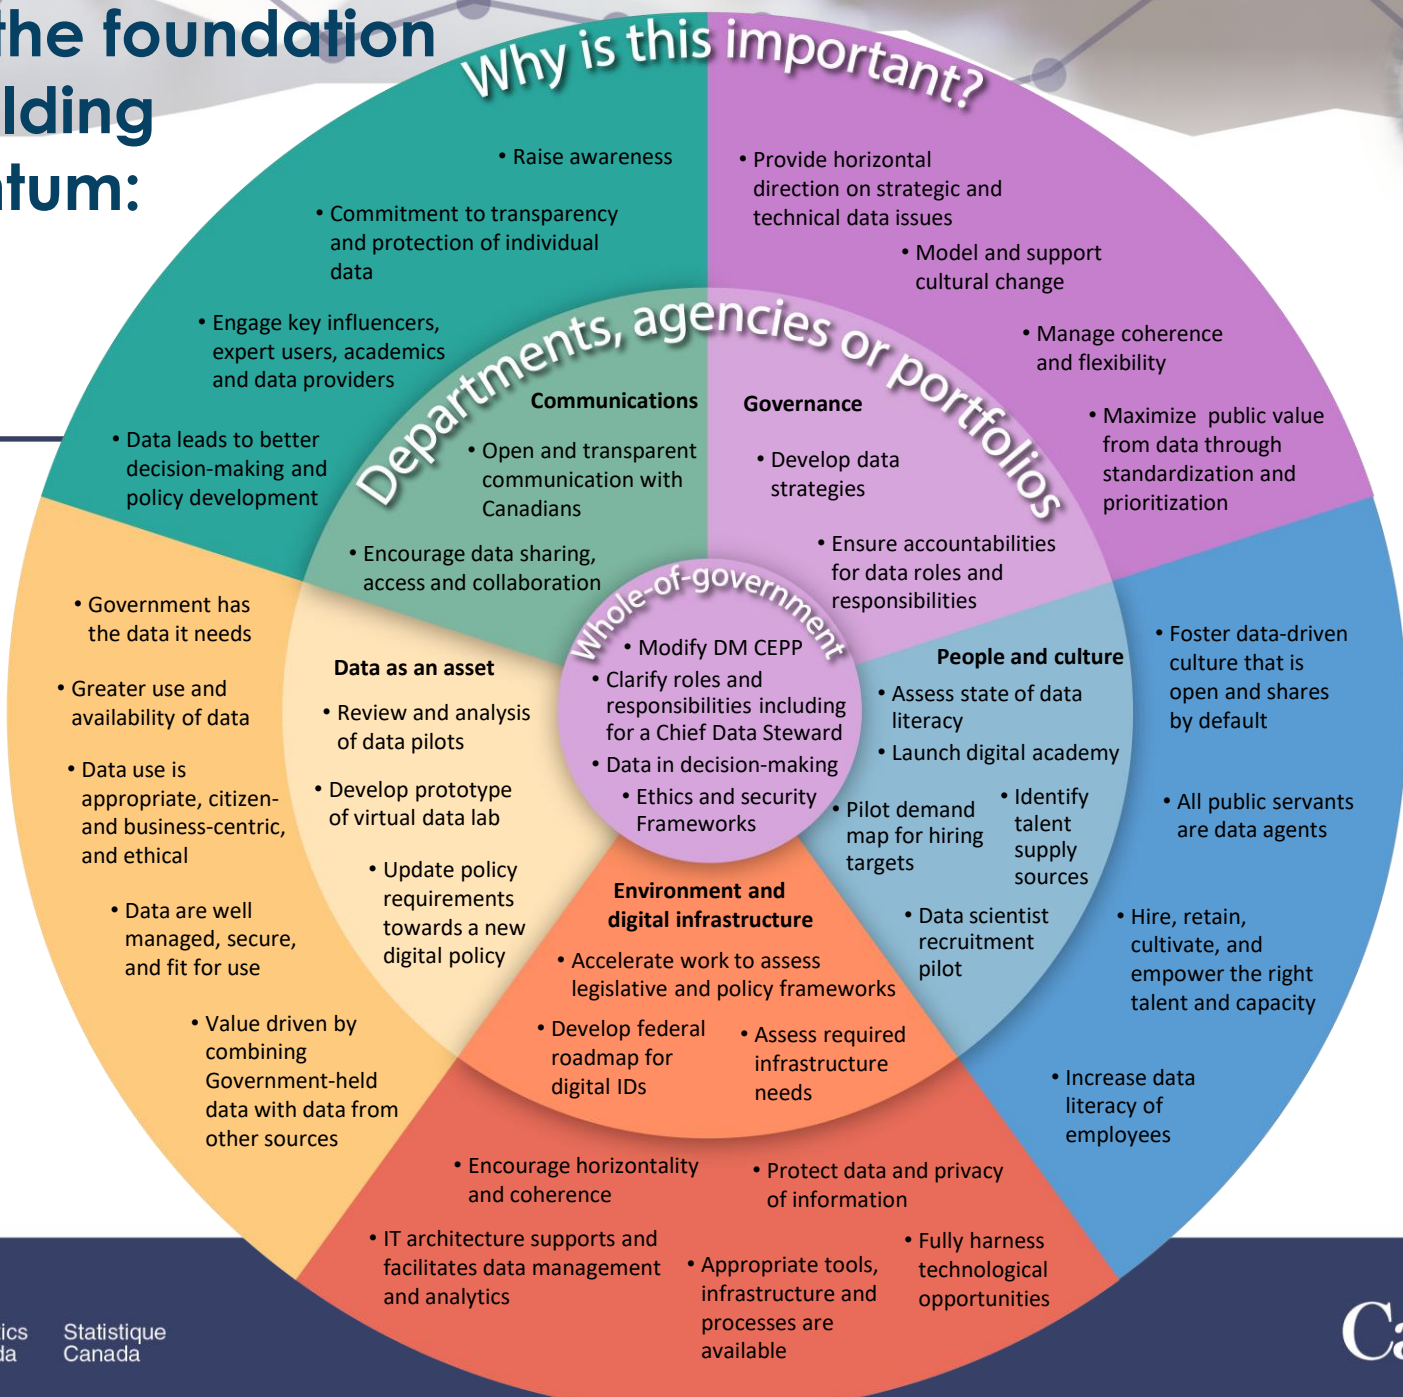 the foundation
lding
ntum:
Why is this important?
• Raise awareness
• Commitment to transparency
and protection of individual
data
• Engage key influencers,
expert users, academics
and data providers
• Data leads to better
decision-making and
policy development
• Provide horizontal
direction on strategic and
technical data issues
• Model and support
cultural change
• Manage coherence
and flexibility
• Maximize public value
from data through
standardization and
prioritization
Departments, agencies or portfolios
Communications
• Open and transparent
communication with
Canadians
• Encourage data sharing,
access and collaboration
Governance
• Develop data
strategies
• Ensure accountabilities
for data roles and
responsibilities
Whole-of-government
• Modify DM CEPP
• Clarify roles and
responsibilities including
for a Chief Data Steward
• Data in decision-making
• Ethics and security
Frameworks
• Government has
the data it needs
• Greater use and
availability of data
• Data use is
appropriate, citizen-
and business-centric,
and ethical
• Data are well
managed, secure,
and fit for use
• Value driven by
combining
Government-held
data with data from
other sources
Data as an asset
• Review and analysis
of data pilots
• Develop prototype
of virtual data lab
• Update policy
requirements
towards a new
digital policy
People and culture
• Assess state of data
literacy
• Launch digital academy
• Pilot demand
map for hiring
targets
• Identify
talent
supply
sources
• Data scientist
recruitment
pilot
• Foster data-driven
culture that is
open and shares
by default
• All public servants
are data agents
• Hire, retain,
cultivate, and
empower the right
talent and capacity
• Increase data
literacy of
employees
Environment and
digital infrastructure
• Accelerate work to assess
legislative and policy frameworks
• Develop federal
roadmap for
digital IDs
• Assess required
infrastructure
needs
• Encourage horizontality
and coherence
• Protect data and privacy
of information
• IT architecture supports and
facilitates data management
and analytics
• Appropriate tools,
infrastructure and
processes are
available
• Fully harness
technological
opportunities
ics Statistique
da Canada
Ca